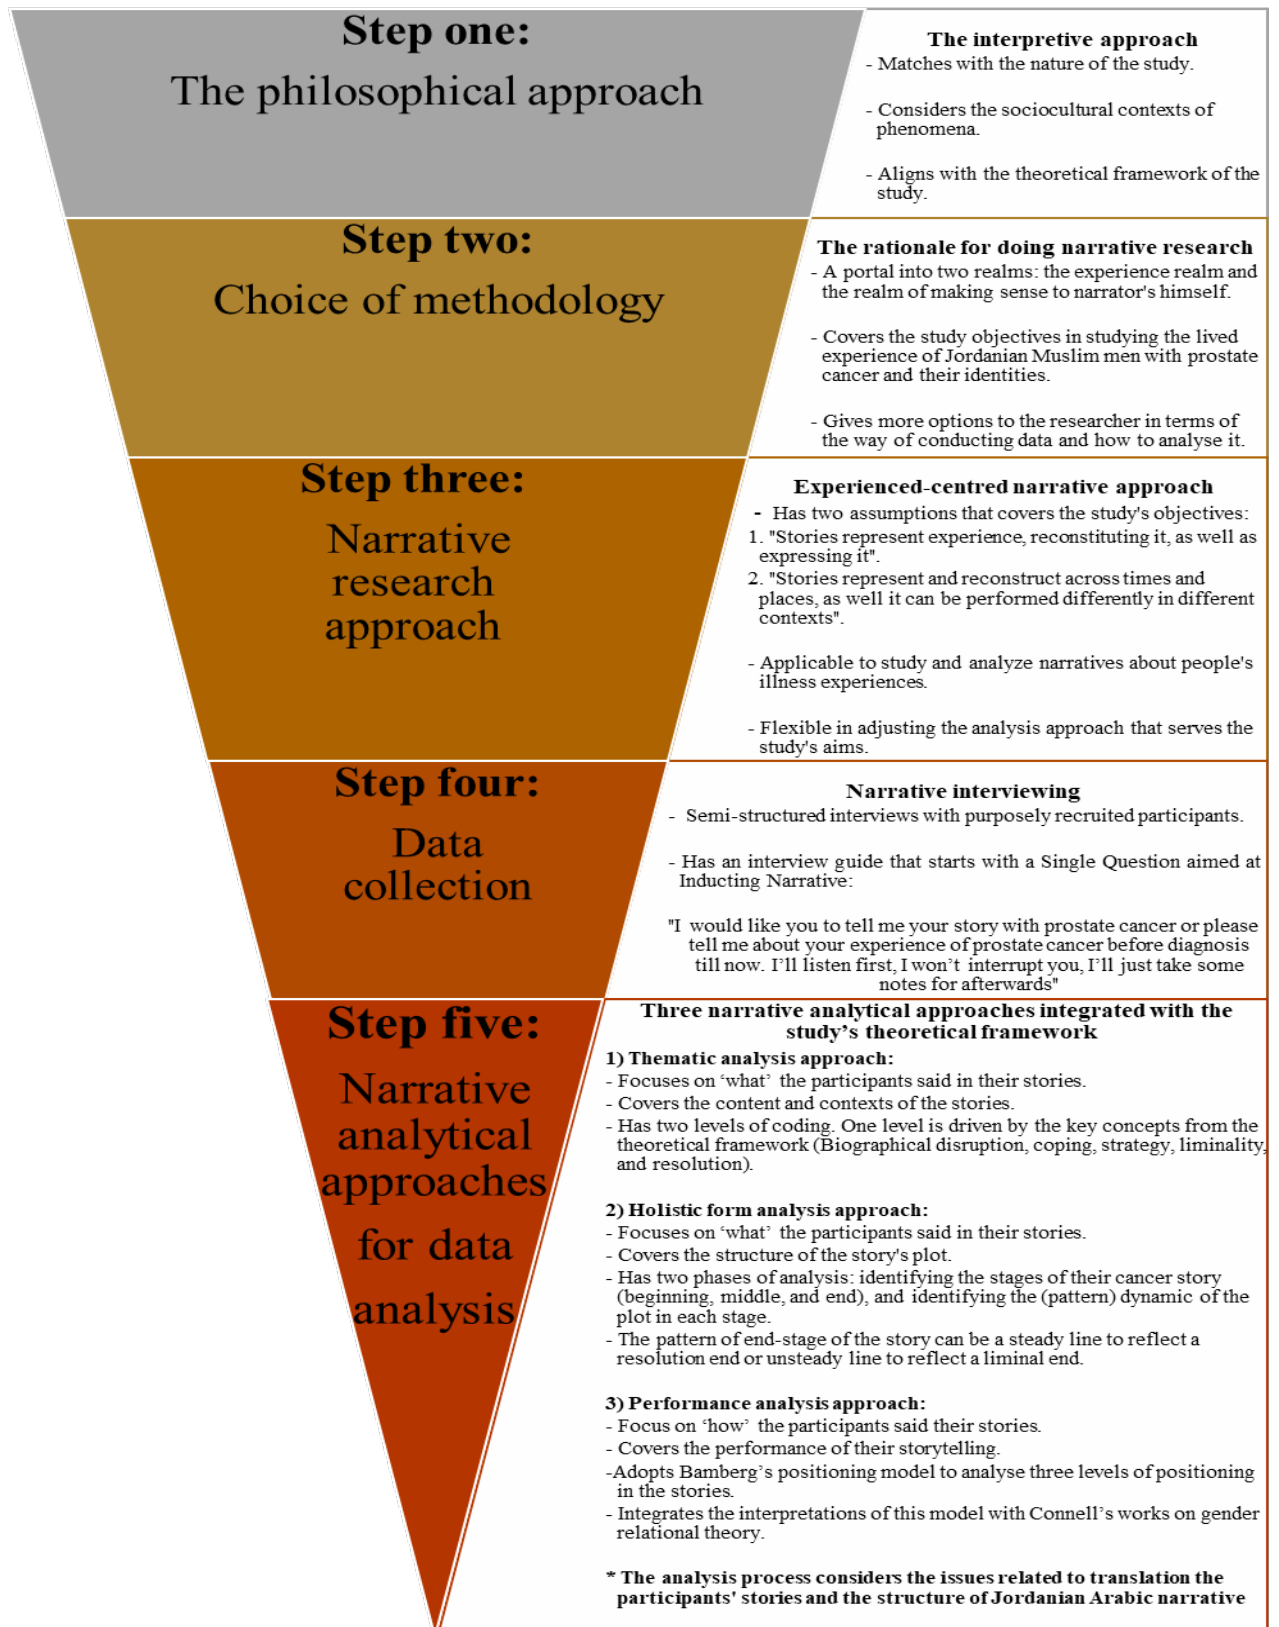 Step one:
The philosophical approach
The interpretive approach
- Matches with the nature of the study.
- Considers the sociocultural contexts of
phenomena.
- Aligns with the theoretical framework of the
study.
Step two:
Choice of methodology
The rationale for doing narrative research
- A portal into two realms: the experience realm and
the realm of making sense to narrator's himself.
- Covers the study objectives in studying the lived
experience of Jordanian Muslim men with prostate
cancer and their identities.
- Gives more options to the researcher in terms of
the way of conducting data and how to analyse it.
Step three:
Narrative
research
approach
Experienced-centred narrative approach
- Has two assumptions that covers the study's objectives:
1. "Stories represent experience, reconstituting it, as well as
expressing it".
2. "Stories represent and reconstruct across times and
places, as well it can be performed differently in different
contexts".
- Applicable to study and analyze narratives about people's
illness experiences.
- Flexible in adjusting the analysis approach that serves the
study's aims.
Step four:
Data
collection
Narrative interviewing
- Semi-structured interviews with purposely recruited participants.
- Has an interview guide that starts with a Single Question aimed at
Inducting Narrative:
"I would like you to tell me your story with prostate cancer or please
tell me about your experience of prostate cancer before diagnosis
till now. I’ll listen first, I won’t interrupt you, I’ll just take some
notes for afterwards"
Step five:
Narrative
analytical
approaches
for data
analysis
Three narrative analytical approaches integrated with the
study’s theoretical framework
1) Thematic analysis approach:
- Focuses on ‘what’ the participants said in their stories.
- Covers the content and contexts of the stories.
- Has two levels of coding. One level is driven by the key concepts from the
theoretical framework (Biographical disruption, coping, strategy, liminality,
and resolution).
2) Holistic form analysis approach:
- Focuses on ‘what’ the participants said in their stories.
- Covers the structure of the story's plot.
- Has two phases of analysis: identifying the stages of their cancer story
(beginning, middle, and end), and identifying the (pattern) dynamic of the
plot in each stage.
- The pattern of end-stage of the story can be a steady line to reflect a
resolution end or unsteady line to reflect a liminal end.
3) Performance analysis approach:
- Focus on ‘how’ the participants said their stories.
- Covers the performance of their storytelling.
-Adopts Bamberg’s positioning model to analyse three levels of positioning
in the stories.
- Integrates the interpretations of this model with Connell’s works on gender
relational theory.
* The analysis process considers the issues related to translation the
participants' stories and the structure of Jordanian Arabic narrative